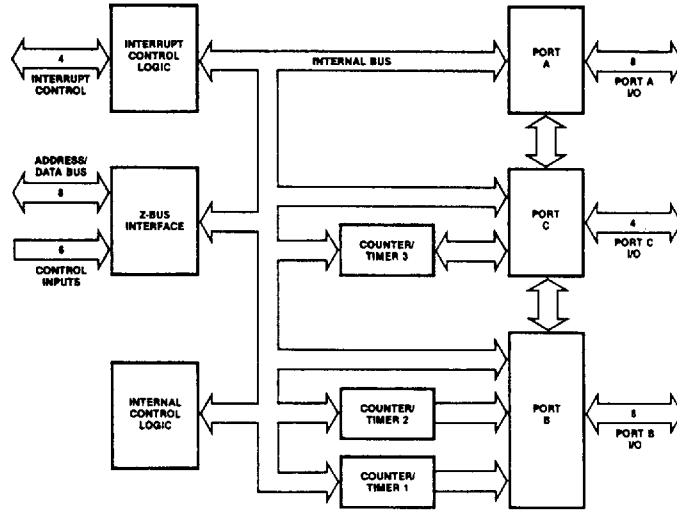 4
INTERRUPT
CONTROL
INTERRUPT
CONTROL
LOGIC
INTERNAL BUS
PORT
A
8
PORT A
I/O
ADDRESS/
DATA BUS
8
6
CONTROL
INPUTS
Z-BUS
INTERFACE
COUNTER/
TIMER 3
PORT
C
4
PORT C
I/O
INTERNAL
CONTROL
LOGIC
COUNTER/
TIMER 2
COUNTER/
TIMER 1
PORT
B
8
PORT B
I/O